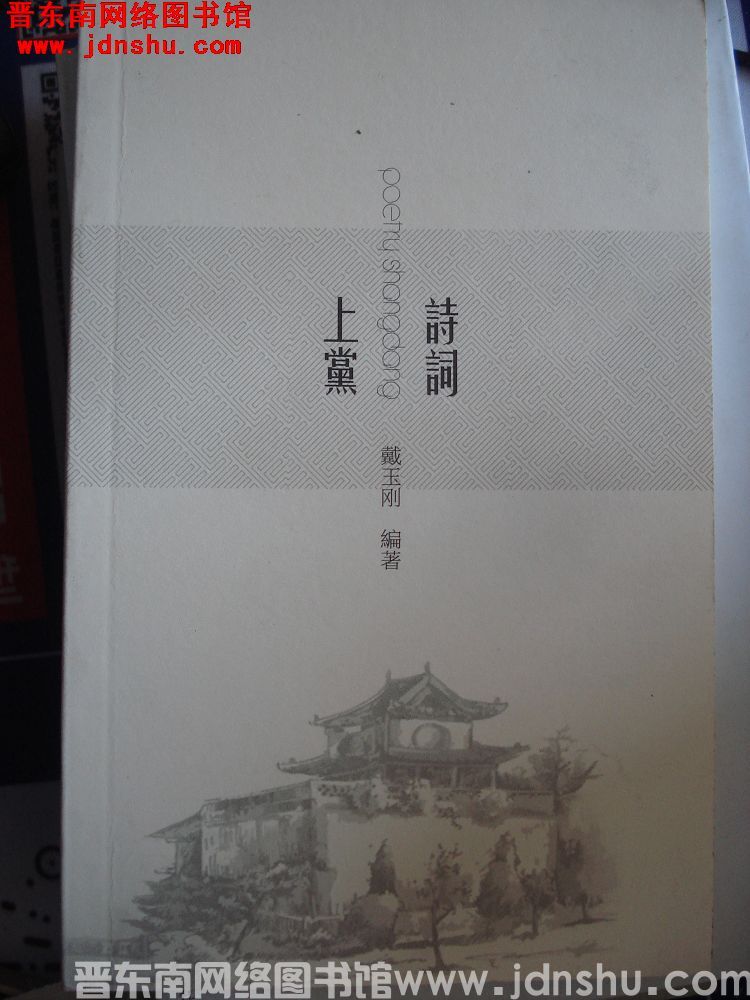 晋东南网络图书馆
www.jdnshu.com
詩詞
poetry shangdang
上黨
戴玉刚 編著
晋东南网络图书馆www.jdnshu.com